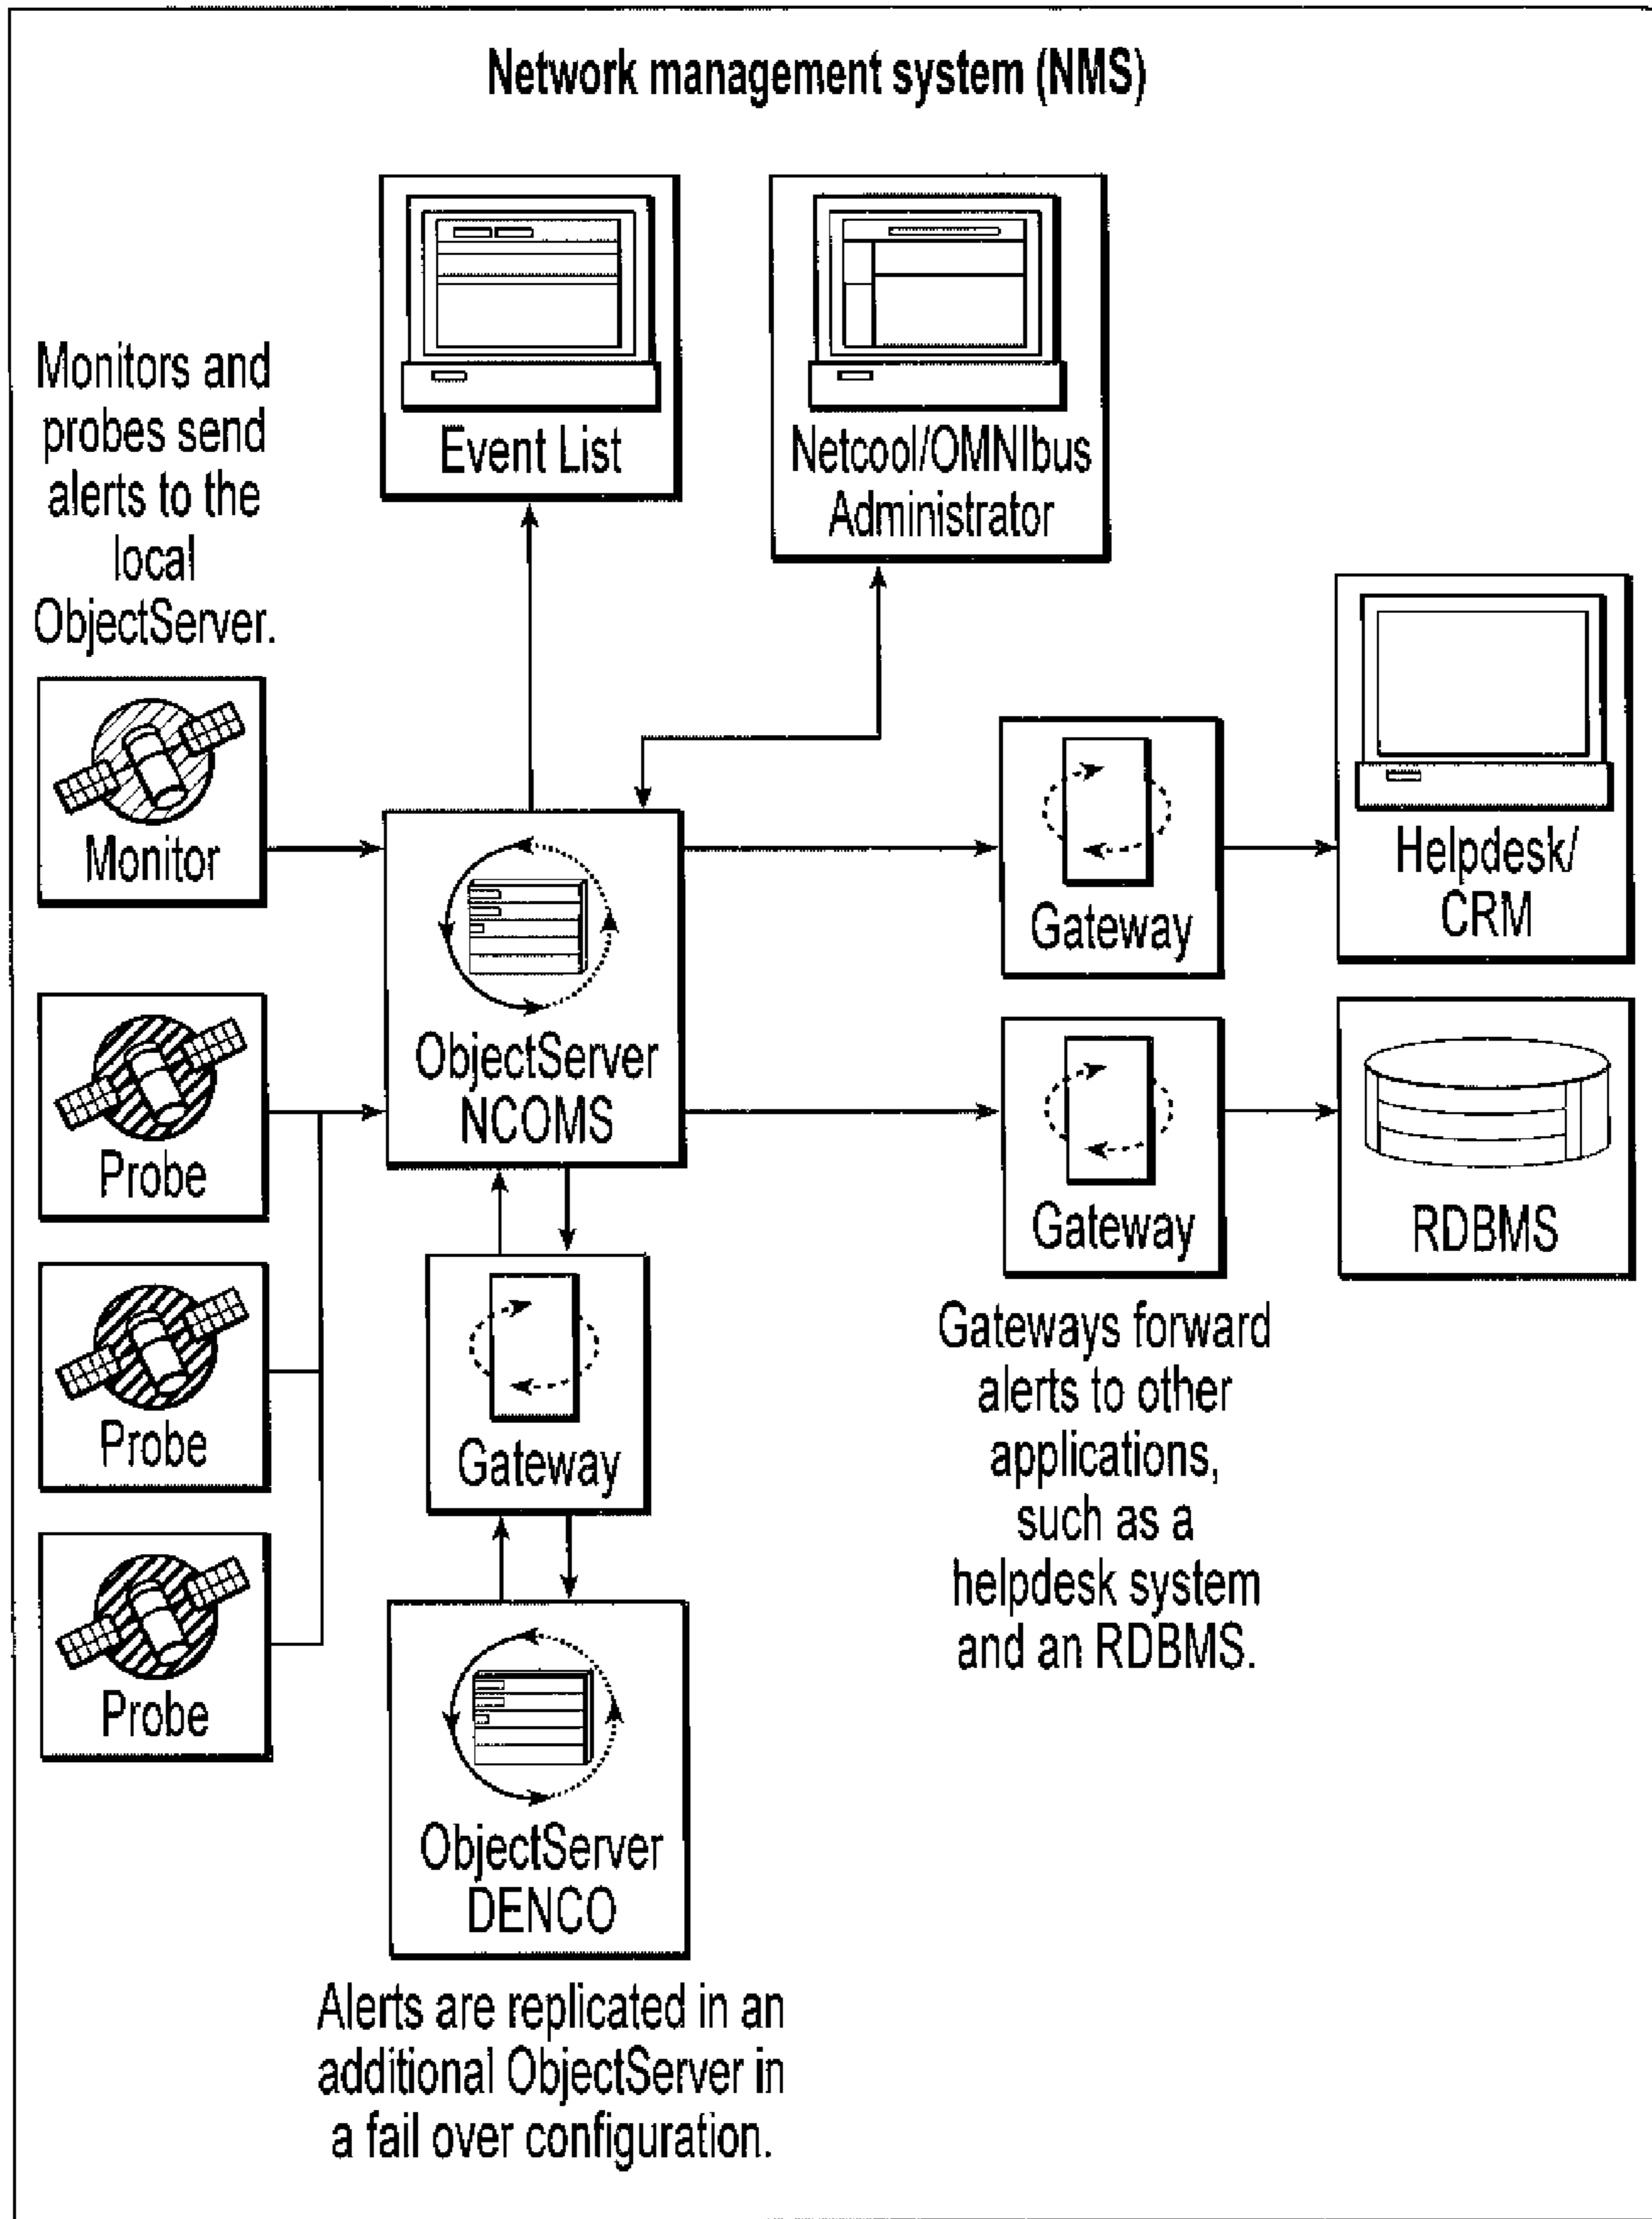 Network management system (NMS)
Event List
Netcool/OMNIbus
Administrator
Monitors and
probes send
alerts to the
local
ObjectServer.
Monitor
Probe
Probe
Probe
ObjectServer
NCOMS
Gateway
Helpdesk/
CRM
Gateway
RDBMS
Gateways forward
alerts to other
applications,
such as a
helpdesk system
and an RDBMS.
Gateway
ObjectServer
DENCO
Alerts are replicated in an
additional ObjectServer in
a fail over configuration.